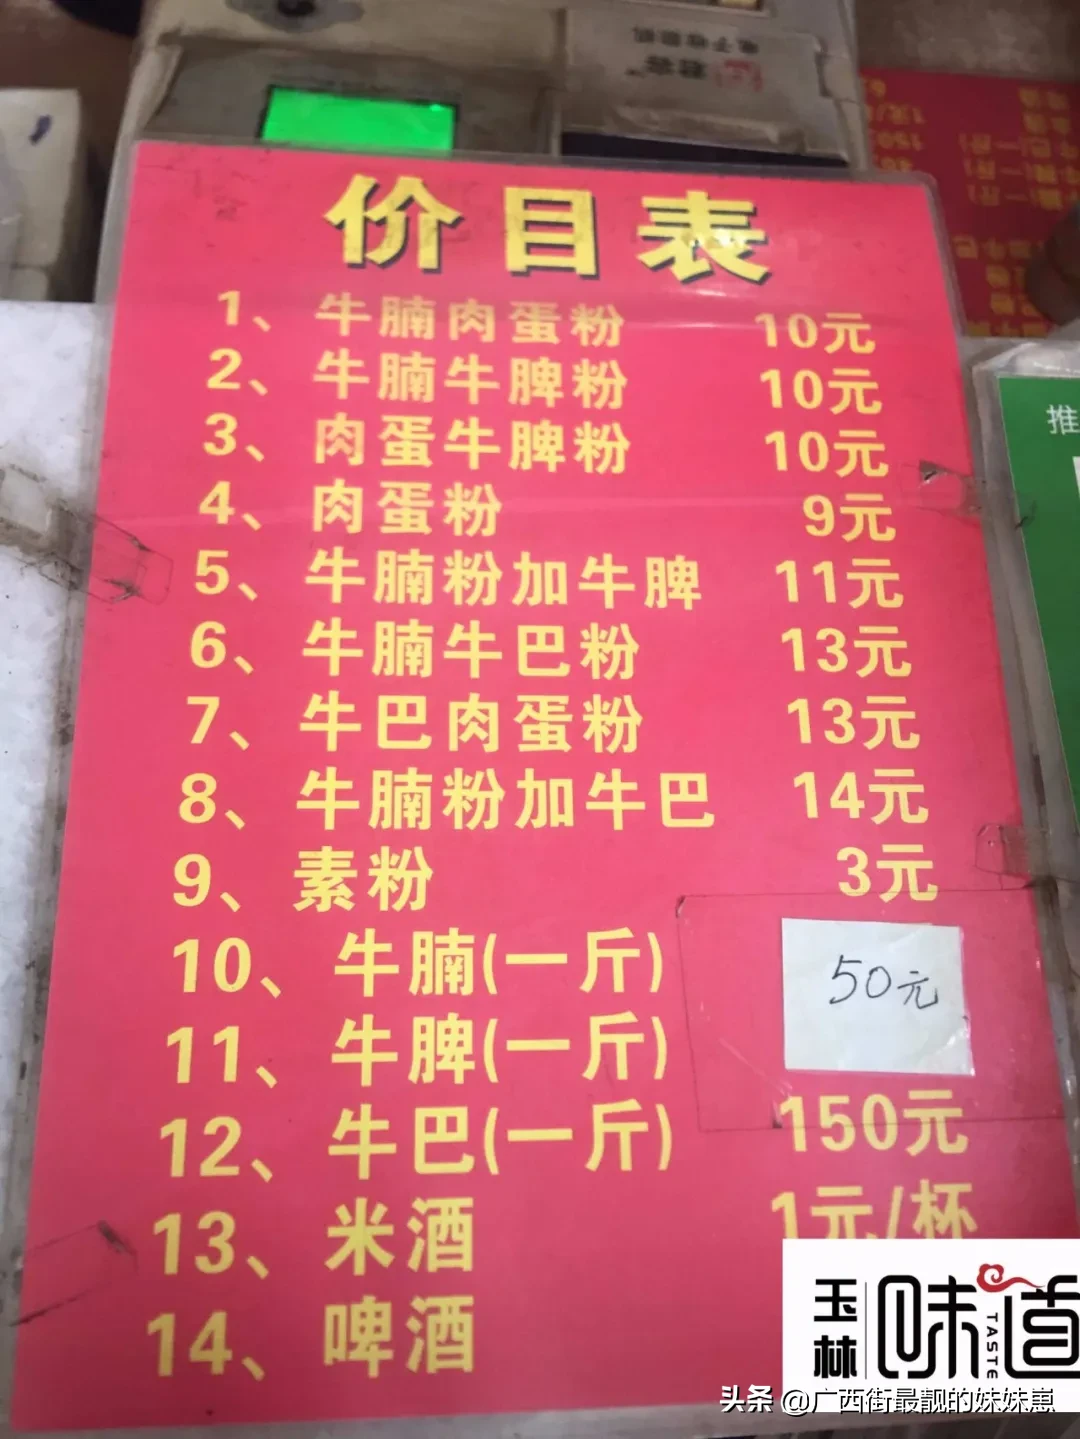 价目表
1、牛腩肉蛋粉 10元
2、牛腩牛脾粉 10元
3、肉蛋牛脾粉 10元
4、肉蛋粉 9元
5、牛腩粉加牛脾 11元
6、牛腩牛巴粉 13元
7、牛巴肉蛋粉 13元
8、牛腩粉加牛巴 14元
9、素粉 3元
10、牛腩(一斤)
50元
11、牛脾(一斤)
12、牛巴(一斤) 150元
13、米酒 1元/杯
14、啤酒
推
玉林 味道
TASTE
头条 @广西街最靓的妹妹崽